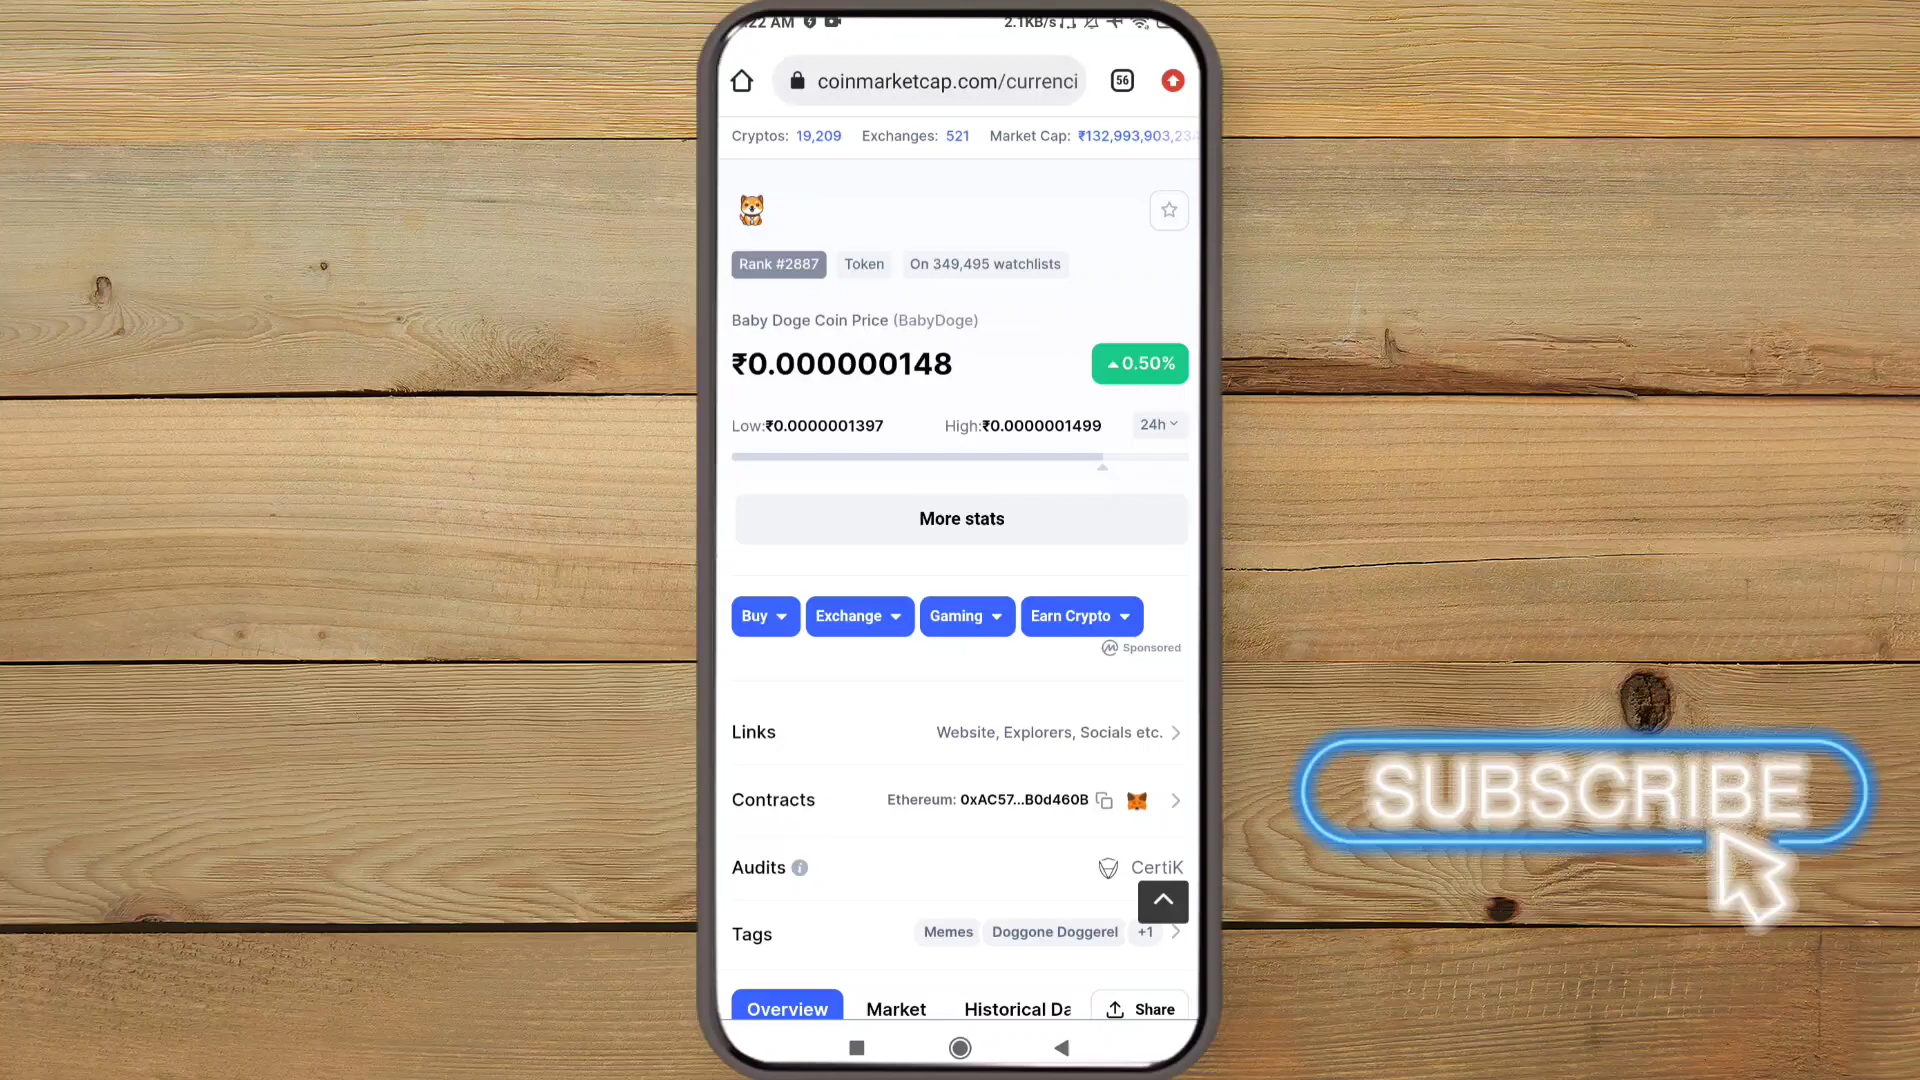 :22 AM 2.1KB/s
coinmarketcap.com/currenci 56
Cryptos: 19,209 Exchanges: 521 Market Cap: ₹132,993,903,234
Rank #2887 Token On 349,495 watchlists
Baby Doge Coin Price (BabyDoge)
₹0.000000148 0.50%
Low:₹0.0000001397 High:₹0.0000001499 24h
More stats
Buy Exchange Gaming Earn Crypto
Sponsored
Links Website, Explorers, Socials etc.
Contracts Ethereum: 0xAC57...B0d460B
Audits CertiK
Tags Memes Doggone Doggerel +1
Overview Market Historical Da Share
SUBSCRIBE